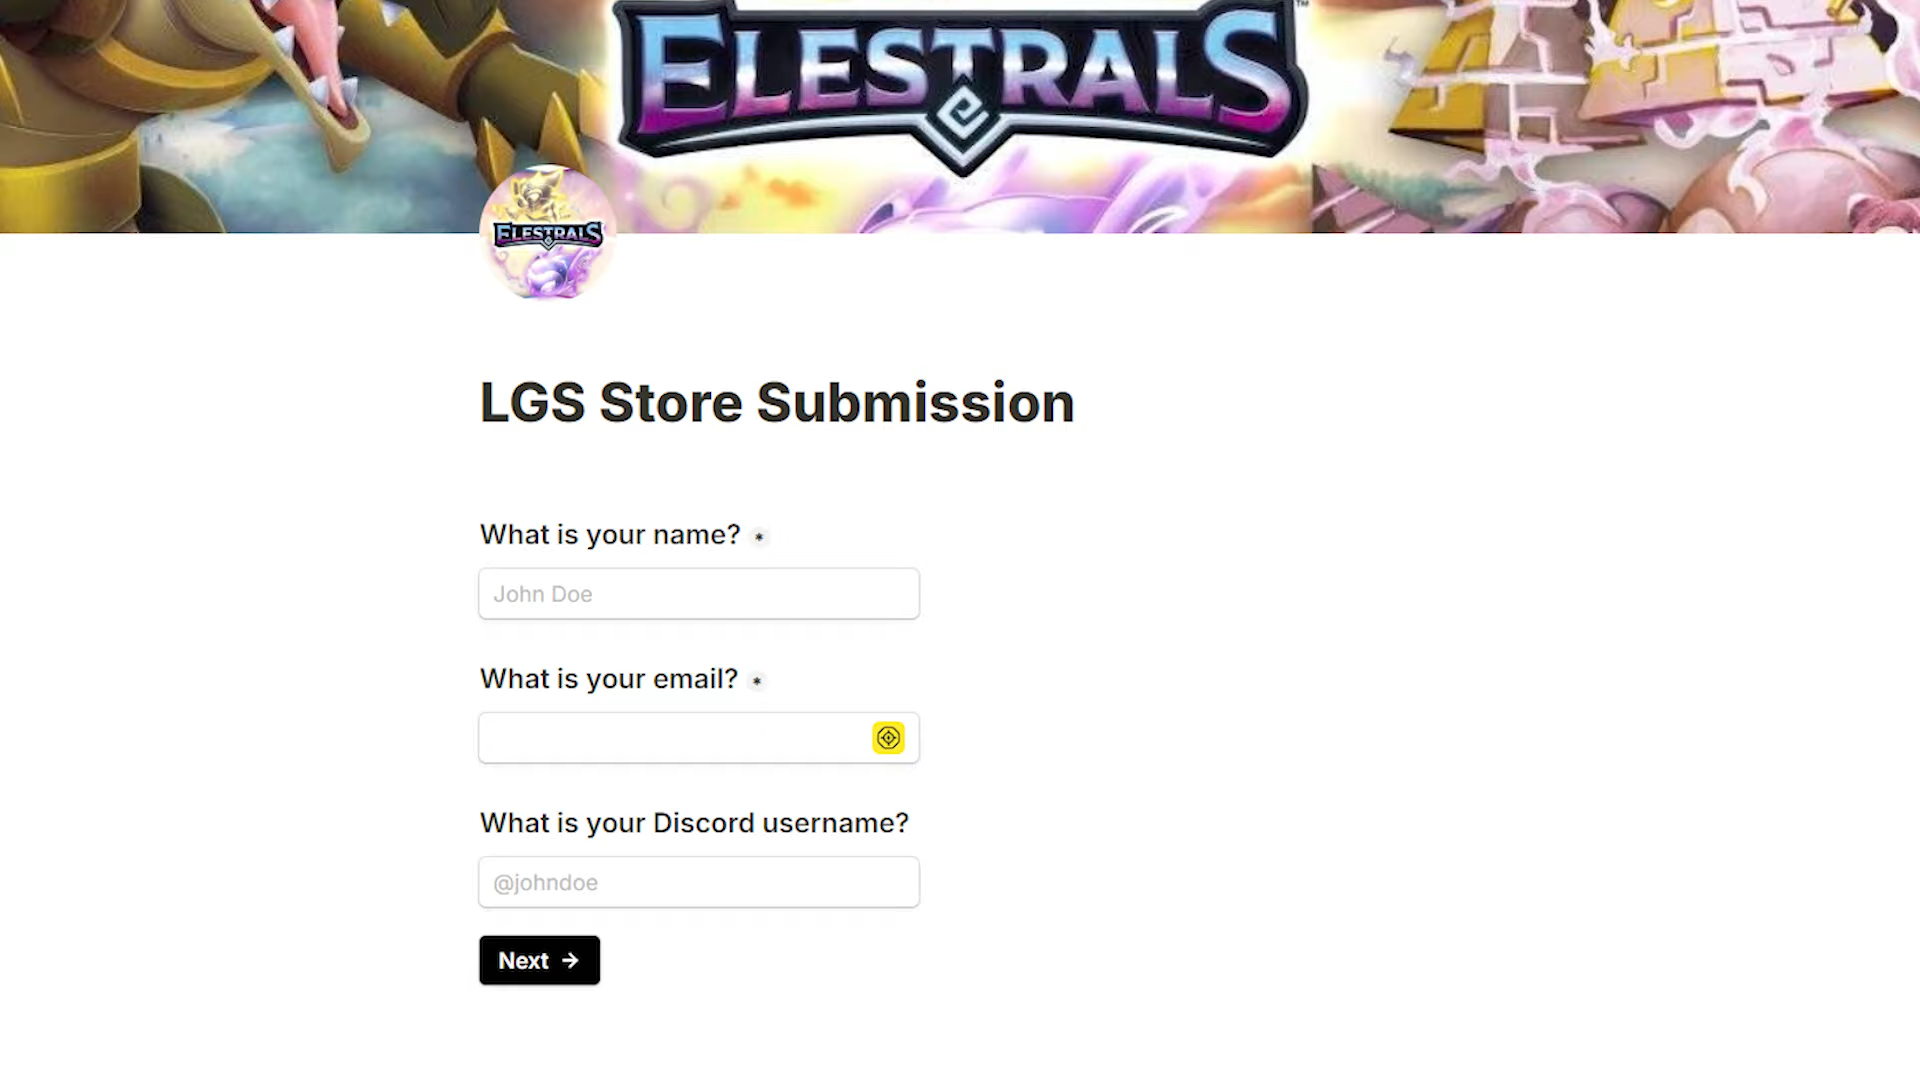 ELESTRALS
TM
ELESTRALS
LGS Store Submission
What is your name? *
John Doe
What is your email? *
What is your Discord username?
@johndoe
Next →